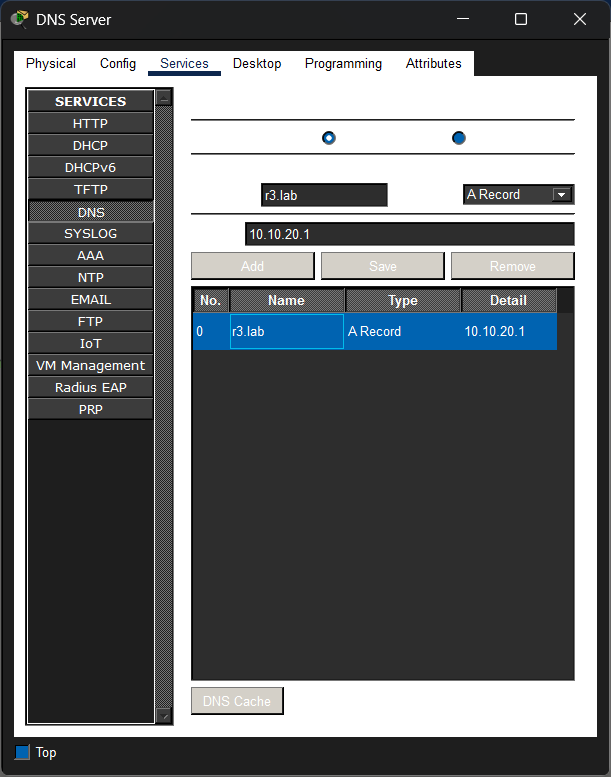 DNS Server
Physical Config Services Desktop Programming Attributes
SERVICES
HTTP
DHCP
DHCPv6
TFTP
DNS
SYSLOG
AAA
NTP
EMAIL
FTP
IoT
VM Management
Radius EAP
PRP
r3.lab A Record
10.10.20.1
Add Save Remove
No. Name Type Detail
0 r3.lab A Record 10.10.20.1
DNS Cache
Top